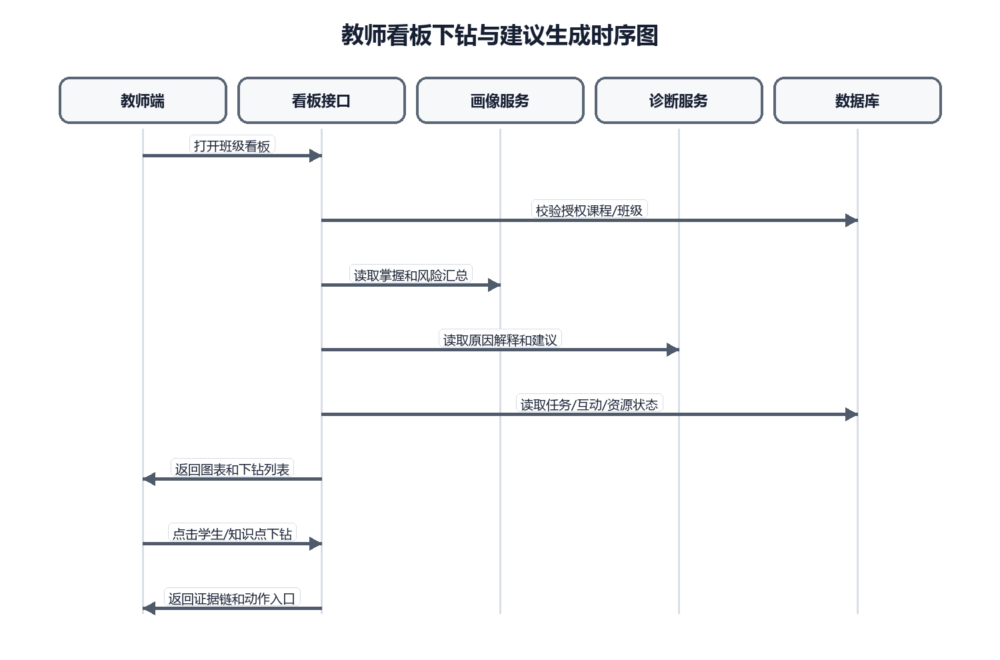 教师看板下钻与建议生成时序图
教师端
看板接口
画像服务
诊断服务
数据库
打开班级看板
校验授权课程/班级
读取掌握和风险汇总
读取原因解释和建议
读取任务/互动/资源状态
返回图表和下钻列表
点击学生/知识点下钻
返回证据链和动作入口